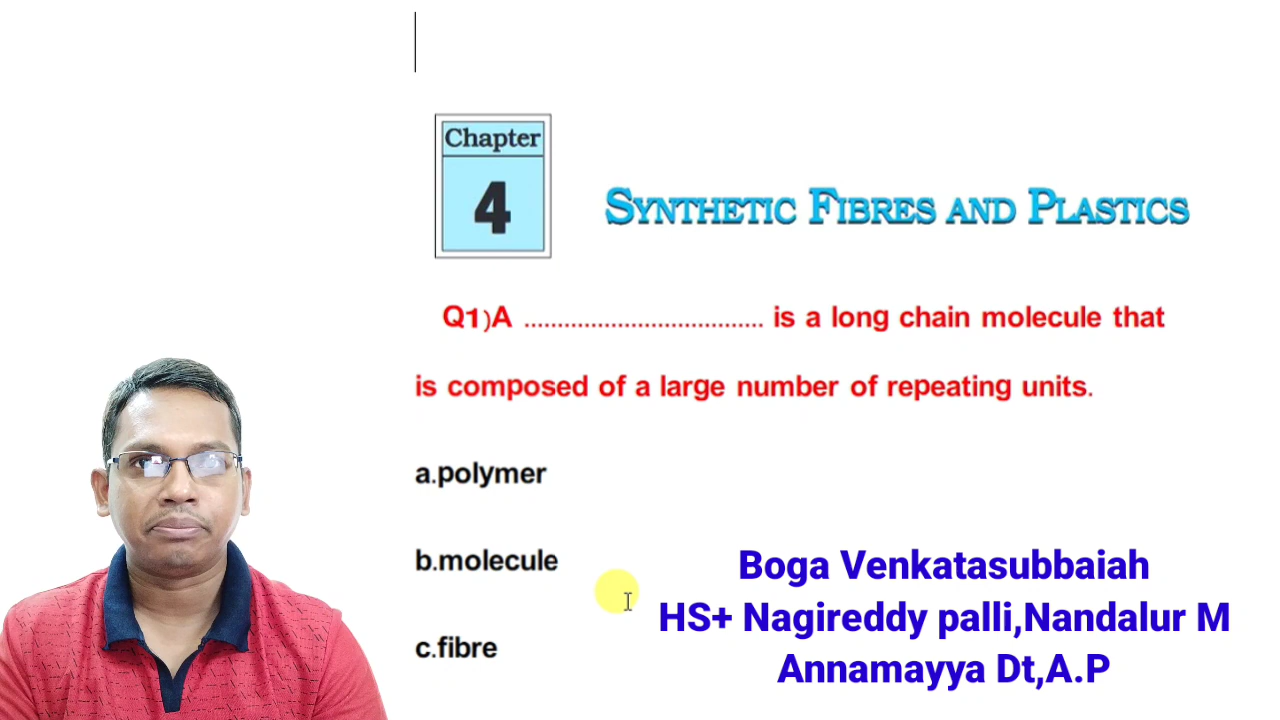 Chapter
4
SYNTHETIC FIBRES AND PLASTICS
Q1)A .................................... is a long chain molecule that
is composed of a large number of repeating units.
a.polymer
b.molecule
c.fibre
Boga Venkatasubbaiah
HS+ Nagireddy palli,Nandalur M
Annamayya Dt,A.P